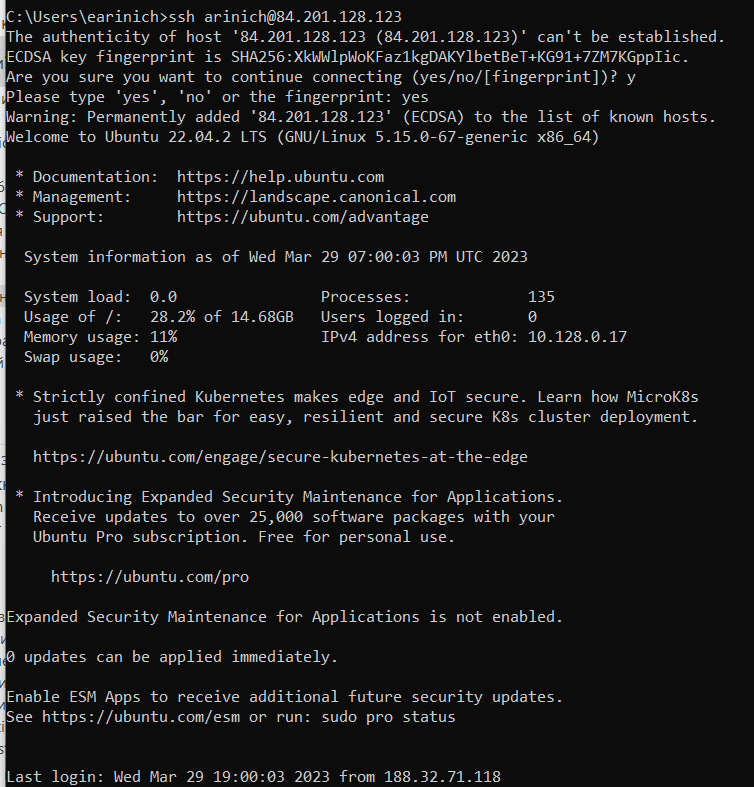 C:\Users\earinich>ssh arinich@84.201.128.123
The authenticity of host '84.201.128.123 (84.201.128.123)' can't be established.
ECDSA key fingerprint is SHA256:XkWWlpWoKFaz1kgDAKYlbetBeT+KG91+7ZM7KGppIic.
Are you sure you want to continue connecting (yes/no/[fingerprint])? y
Please type 'yes', 'no' or the fingerprint: yes
Warning: Permanently added '84.201.128.123' (ECDSA) to the list of known hosts.
Welcome to Ubuntu 22.04.2 LTS (GNU/Linux 5.15.0-67-generic x86_64)
* Documentation:  https://help.ubuntu.com
* Management:     https://landscape.canonical.com
* Support:        https://ubuntu.com/advantage
System information as of Wed Mar 29 07:00:03 PM UTC 2023
System load:  0.0                Processes:             135
Usage of /:   28.2% of 14.68GB   Users logged in:       0
Memory usage: 11%                IPv4 address for eth0: 10.128.0.17
Swap usage:   0%
* Strictly confined Kubernetes makes edge and IoT secure. Learn how MicroK8s
just raised the bar for easy, resilient and secure K8s cluster deployment.
https://ubuntu.com/engage/secure-kubernetes-at-the-edge
* Introducing Expanded Security Maintenance for Applications.
Receive updates to over 25,000 software packages with your
Ubuntu Pro subscription. Free for personal use.
https://ubuntu.com/pro
Expanded Security Maintenance for Applications is not enabled.
0 updates can be applied immediately.
Enable ESM Apps to receive additional future security updates.
See https://ubuntu.com/esm or run: sudo pro status
Last login: Wed Mar 29 19:00:03 2023 from 188.32.71.118